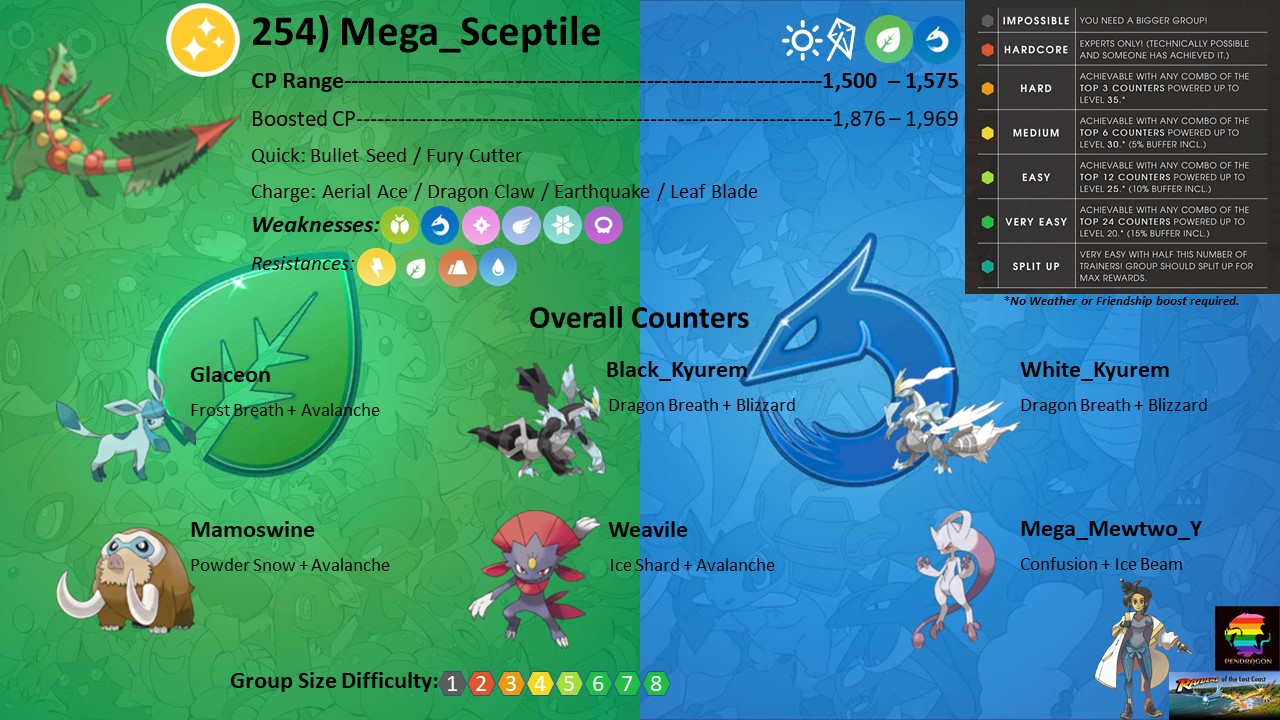 254) Mega_Sceptile
CP Range-----------------------------------------------------------------------1,500 – 1,575
Boosted CP-----------------------------------------------------------------------1,876 – 1,969
Quick: Bullet Seed / Fury Cutter
Charge: Aerial Ace / Dragon Claw / Earthquake / Leaf Blade
Weaknesses:
Resistances:
IMPOSSIBLE YOU NEED A BIGGER GROUP!
HARDCORE EXPERTS ONLY! (TECHNICALLY POSSIBLE
AND SOMEONE HAS ACHIEVED IT.)
HARD ACHIEVABLE WITH ANY COMBO OF THE
TOP 3 COUNTERS POWERED UP TO
LEVEL 35.*
MEDIUM ACHIEVABLE WITH ANY COMBO OF THE
TOP 6 COUNTERS POWERED UP TO
LEVEL 30.* (5% BUFFER INCL.)
EASY ACHIEVABLE WITH ANY COMBO OF THE
TOP 12 COUNTERS POWERED UP TO
LEVEL 25.* (10% BUFFER INCL.)
VERY EASY ACHIEVABLE WITH ANY COMBO OF THE
TOP 24 COUNTERS POWERED UP TO
LEVEL 20.* (15% BUFFER INCL.)
SPLIT UP VERY EASY WITH HALF THIS NUMBER OF
TRAINERS! GROUP SHOULD SPLIT UP FOR
MAX REWARDS.
*No Weather or Friendship boost required.
Overall Counters
Glaceon
Frost Breath + Avalanche
Black_Kyurem
Dragon Breath + Blizzard
White_Kyurem
Dragon Breath + Blizzard
Mamoswine
Powder Snow + Avalanche
Weavile
Ice Shard + Avalanche
Mega_Mewtwo_Y
Confusion + Ice Beam
Group Size Difficulty: 1 2 3 4 5 6 7 8
PENDRAGON
RAIDERS of the Lost Coast